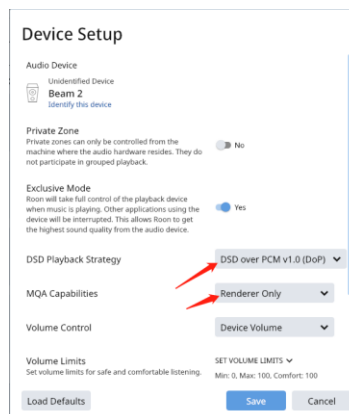 Device Setup
Audio Device
Unidentified Device
Beam 2
Identify this device
Private Zone
Private zones can only be controlled from the
machine where the audio hardware resides. They do
not participate in grouped playback.
No
Exclusive Mode
Roon will take full control of the playback device
when music is playing. Other applications using the
device will be interrupted. This allows Roon to get
the highest sound quality from the audio device.
Yes
DSD Playback Strategy
DSD over PCM v1.0 (DoP)
MQA Capabilities
Renderer Only
Volume Control
Device Volume
Volume Limits
Set volume limits for safe and comfortable listening.
SET VOLUME LIMITS
Min: 0, Max: 100, Comfort: 100
Load Defaults
Save
Cancel